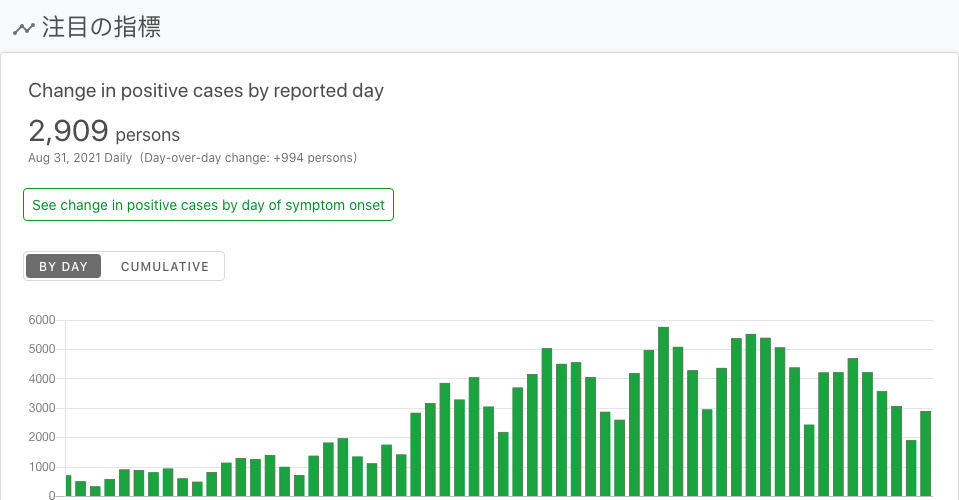 注目の指標
Change in positive cases by reported day
2,909 persons
Aug 31, 2021 Daily (Day-over-day change: +994 persons)
See change in positive cases by day of symptom onset
BY DAY CUMULATIVE
6000
5000
4000
3000
2000
1000
0